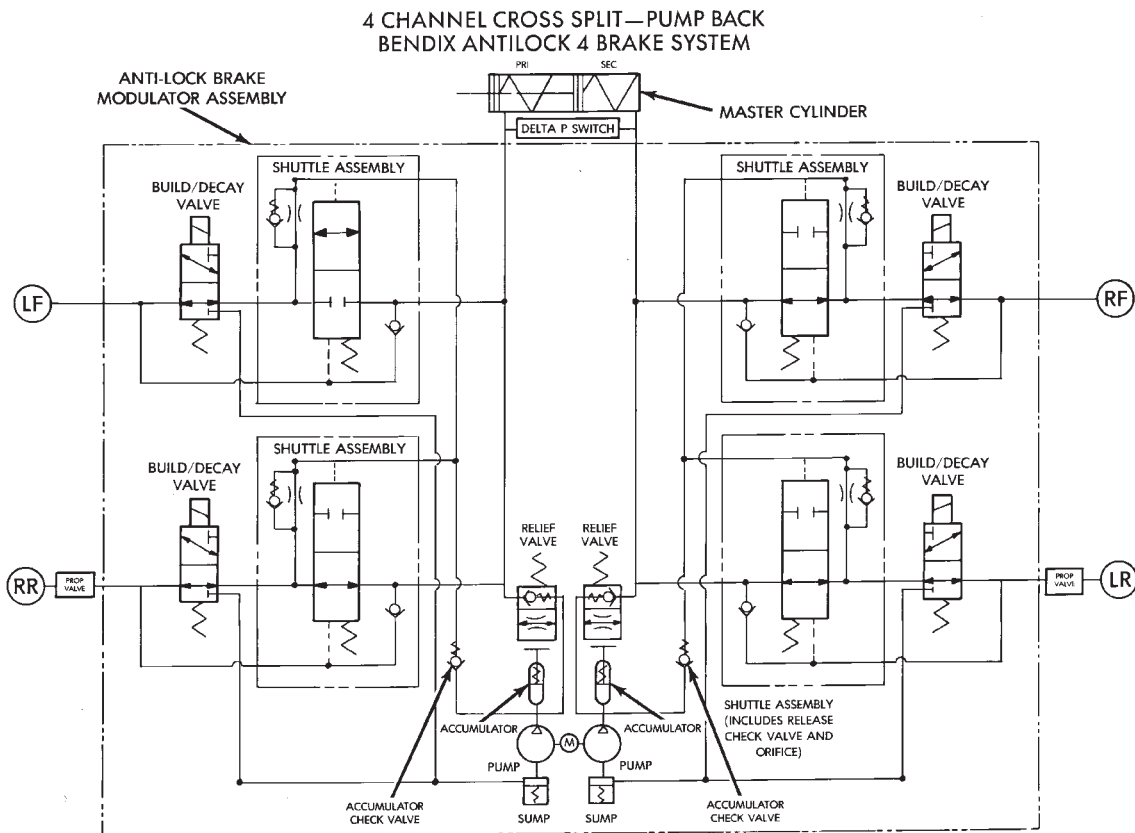 4 CHANNEL CROSS SPLIT—PUMP BACK
BENDIX ANTILOCK 4 BRAKE SYSTEM
PRI
SEC
ANTI-LOCK BRAKE
MODULATOR ASSEMBLY
MASTER CYLINDER
DELTA P SWITCH
SHUTTLE ASSEMBLY
BUILD/DECAY
VALVE
SHUTTLE ASSEMBLY
BUILD/DECAY
VALVE
LF
RF
SHUTTLE ASSEMBLY
BUILD/DECAY
VALVE
SHUTTLE ASSEMBLY
BUILD/DECAY
VALVE
RELIEF
VALVE
RELIEF
VALVE
RR
PROP
VALVE
PROP
VALVE
LR
ACCUMULATOR
ACCUMULATOR
SHUTTLE ASSEMBLY
(INCLUDES RELEASE
CHECK VALVE AND
ORIFICE)
M
PUMP
PUMP
ACCUMULATOR
CHECK VALVE
SUMP
SUMP
ACCUMULATOR
CHECK VALVE